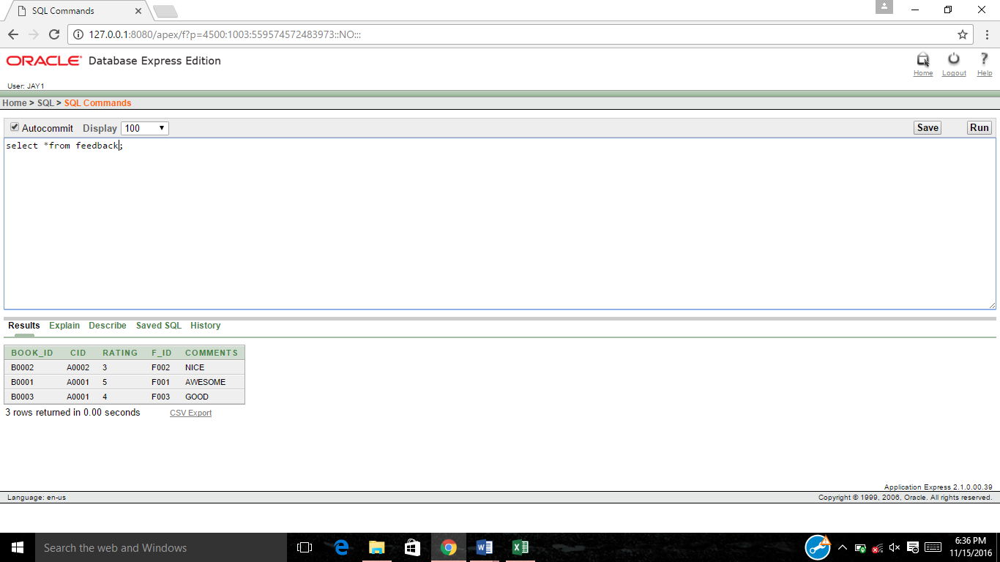 SQL Commands
127.0.0.1:8080/apex/f?p=4500:1003:559574572483973::NO:::
ORACLE Database Express Edition
Home Logout Help
User: JAY1
Home > SQL > SQL Commands
Autocommit Display 100 Save Run
select *from feedback;
Results Explain Describe Saved SQL History
BOOK_ID CID RATING F_ID COMMENTS
B0002 A0002 3 F002 NICE
B0001 A0001 5 F001 AWESOME
B0003 A0001 4 F003 GOOD
3 rows returned in 0.00 seconds CSV Export
Application Express 2.1.0.00.39
Language: en-us Copyright © 1999, 2006, Oracle. All rights reserved.
Search the web and Windows
6:36 PM
11/15/2016